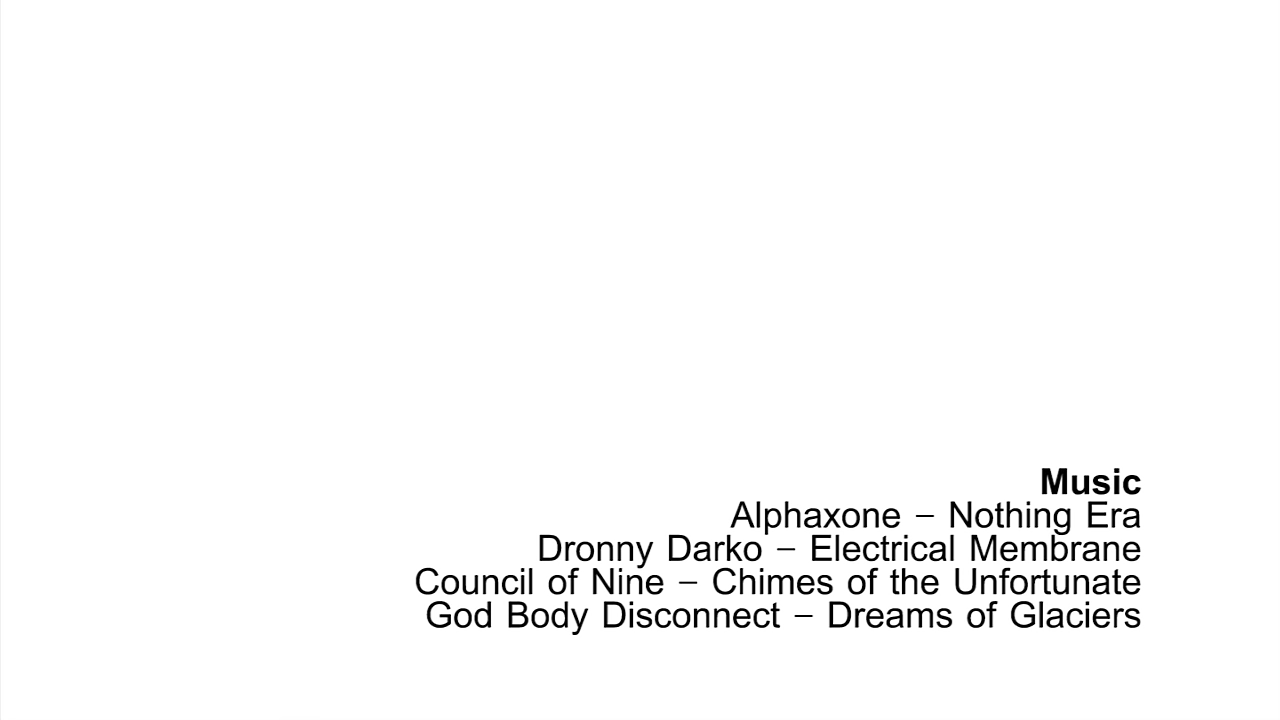 Music
Alphaxone – Nothing Era
Dronny Darko – Electrical Membrane
Council of Nine – Chimes of the Unfortunate
God Body Disconnect – Dreams of Glaciers